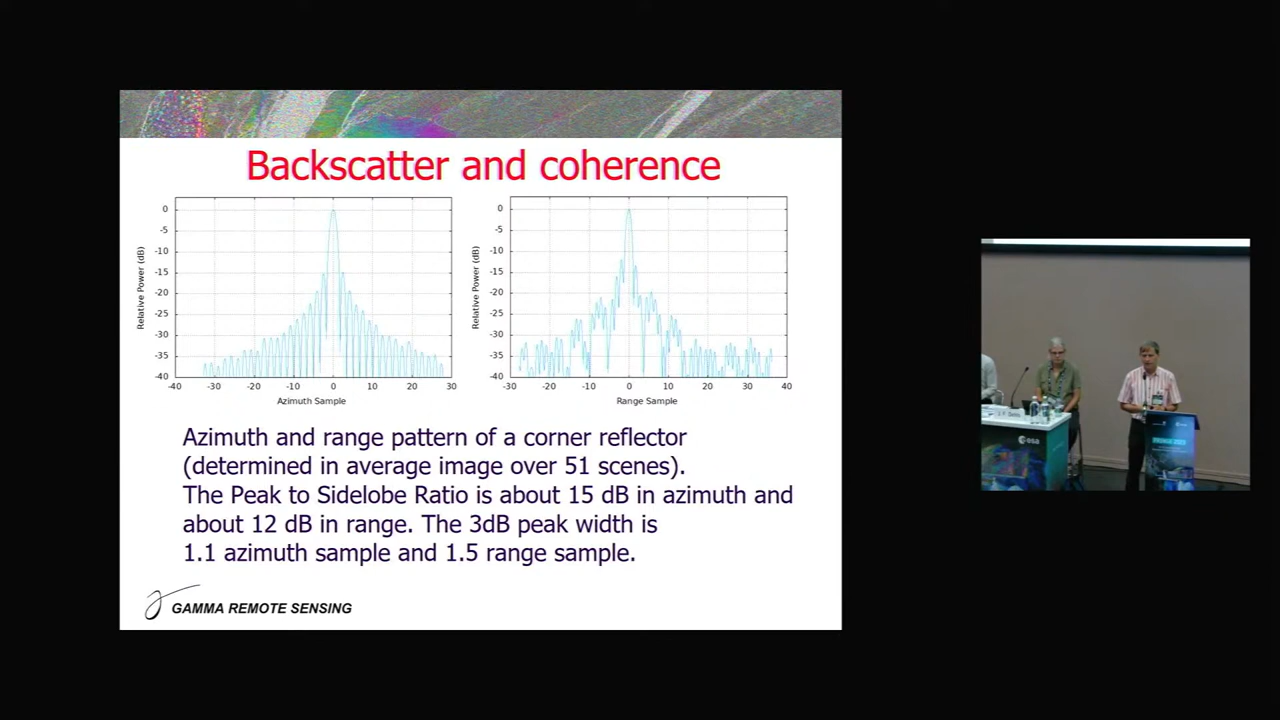 Backscatter and coherence
0
-5
-10
-15
-20
-25
-30
-35
-40
Relative Power (dB)
-40 -30 -20 -10 0 10 20 30
Azimuth Sample
0
-5
-10
-15
-20
-25
-30
-35
-40
Relative Power (dB)
-30 -20 -10 0 10 20 30 40
Range Sample
Azimuth and range pattern of a corner reflector
(determined in average image over 51 scenes).
The Peak to Sidelobe Ratio is about 15 dB in azimuth and
about 12 dB in range. The 3dB peak width is
1.1 azimuth sample and 1.5 range sample.
GAMMA REMOTE SENSING
esa